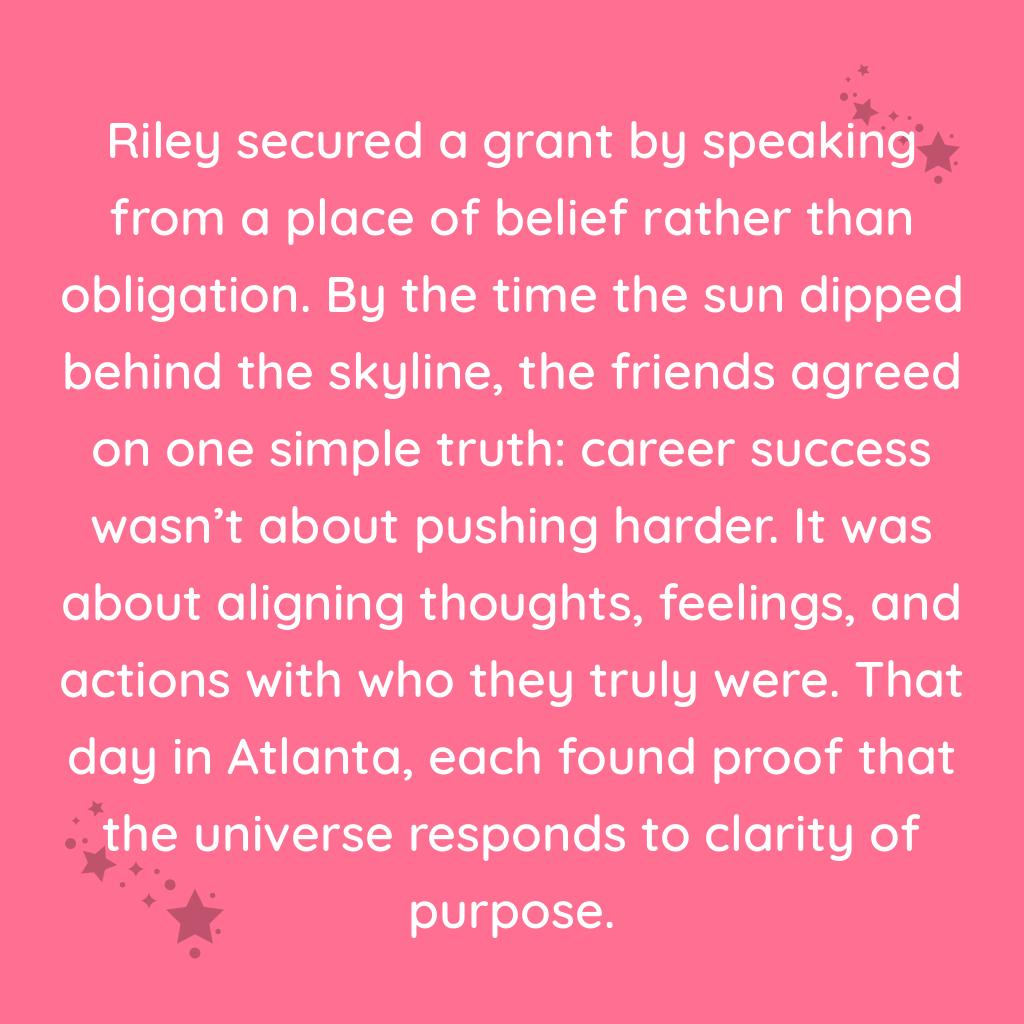 Riley secured a grant by speaking
from a place of belief rather than
obligation. By the time the sun dipped
behind the skyline, the friends agreed
on one simple truth: career success
wasn’t about pushing harder. It was
about aligning thoughts, feelings, and
actions with who they truly were. That
day in Atlanta, each found proof that
the universe responds to clarity of
purpose.